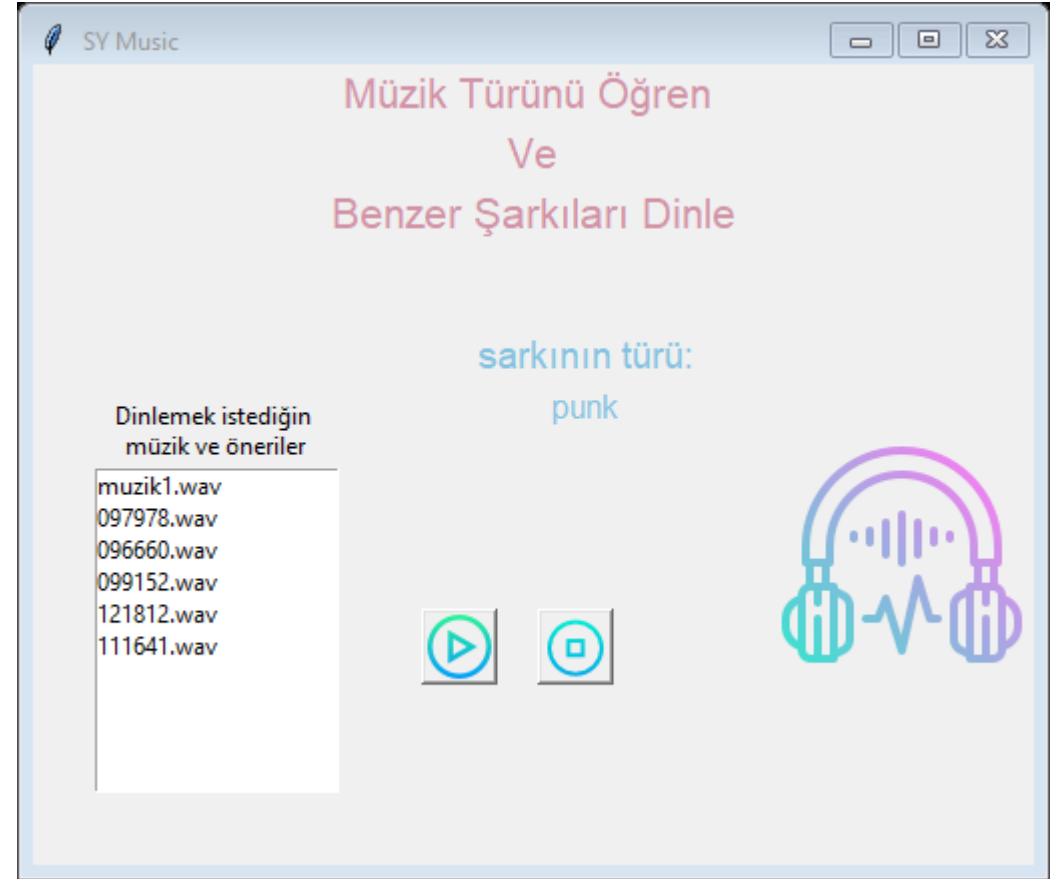 SY Music
Müzik Türünü Öğren
Ve
Benzer Şarkıları Dinle
sarkının türü:
punk
Dinlemek istediğin
müzik ve öneriler
muzik1.wav
097978.wav
096660.wav
099152.wav
121812.wav
111641.wav